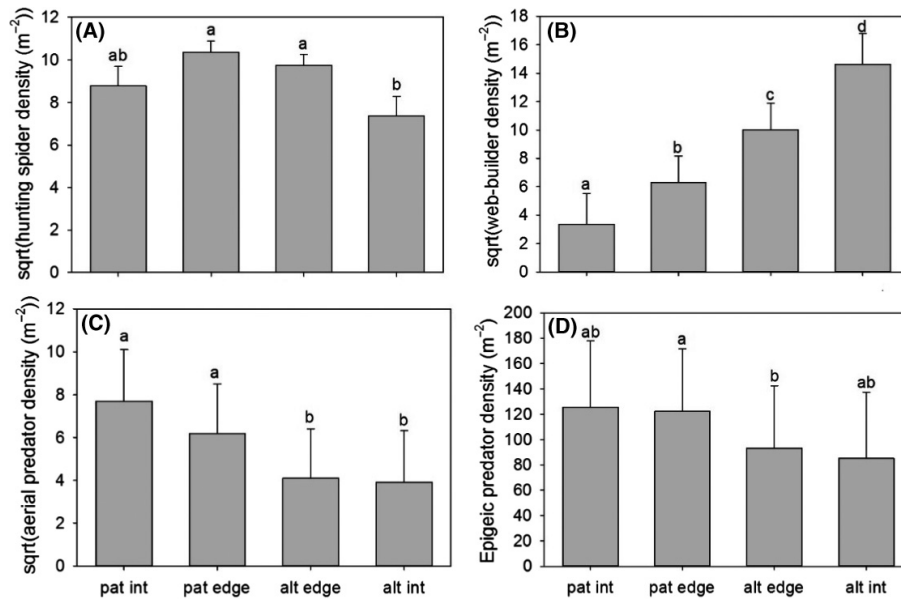 (A)
sqrt(hunting spider density (m⁻²))
12
10
8
6
4
2
0
ab
a
a
b
(B)
sqrt(web-builder density (m⁻²))
18
16
14
12
10
8
6
4
2
0
a
b
c
d
(C)
sqrt(aerial predator density (m⁻²))
12
10
8
6
4
2
0
a
a
b
b
pat int pat edge alt edge alt int
(D)
Epigeic predator density (m⁻²)
200
180
160
140
120
100
80
60
40
20
0
ab
a
b
ab
pat int pat edge alt edge alt int